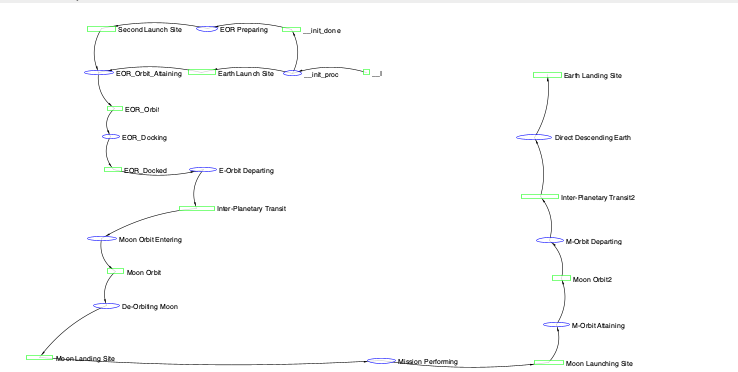 Second Launch Site
EOR Preparing
__init_done
EOR_Orbit_Attaining
Earth Launch Site
__init_proc
__I
Earth Landing Site
EOR_Orbit
EOR_Docking
Direct Descending Earth
EOR_Docked
E-Orbit Departing
Inter-Planetary Transit2
Inter-Planetary Transit
Moon Orbit Entering
M-Orbit Departing
Moon Orbit
Moon Orbit2
De-Orbiting Moon
M-Orbit Attaining
Moon Landing Site
Mission Performing
Moon Launching Site